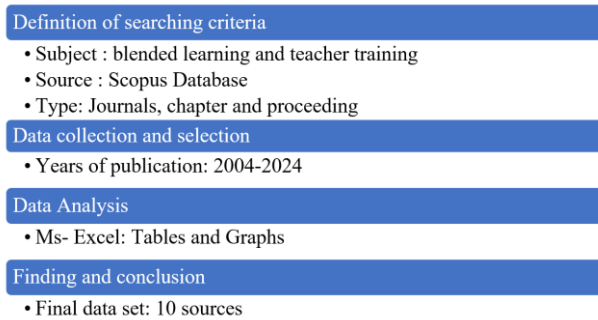 Definition of searching criteria
• Subject : blended learning and teacher training
• Source : Scopus Database
• Type: Journals, chapter and proceeding
Data collection and selection
• Years of publication: 2004-2024
Data Analysis
• Ms- Excel: Tables and Graphs
Finding and conclusion
• Final data set: 10 sources